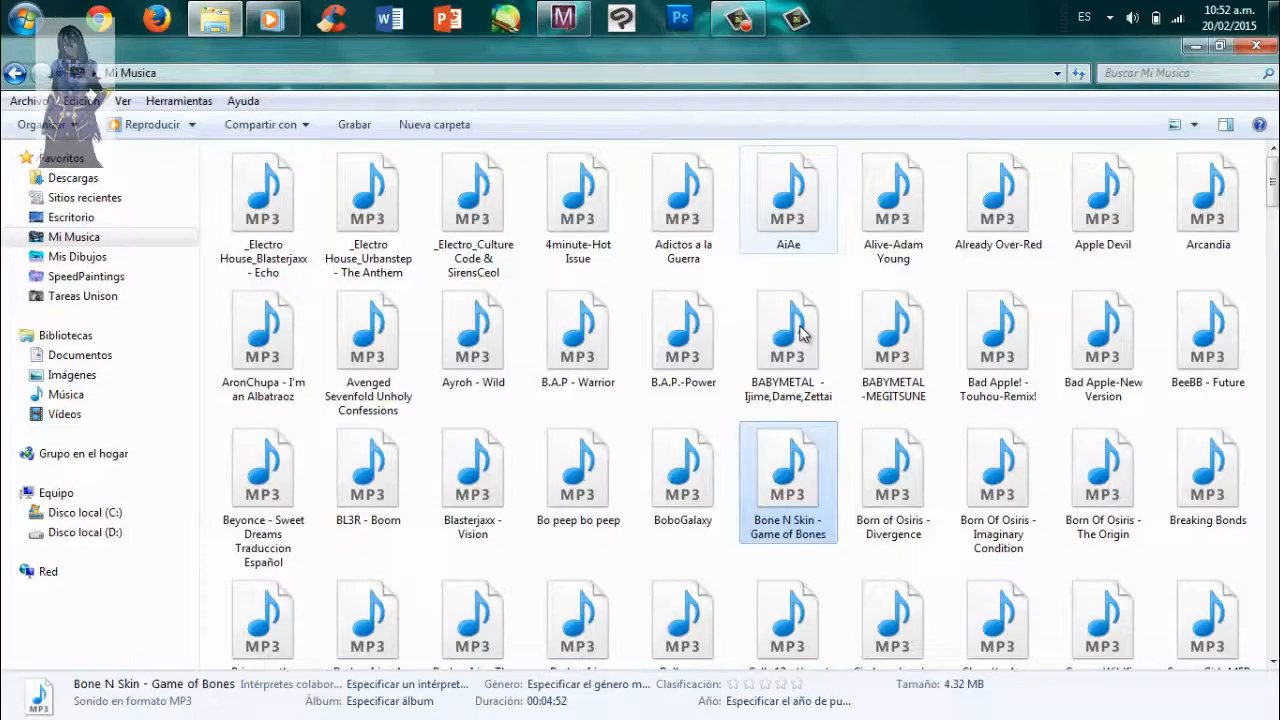 ES
10:52 a.m.
20/02/2015
Mi Musica
Buscar Mi Musica
Archivo Edición Ver Herramientas Ayuda
Organizar Reproducir Compartir con Grabar Nueva carpeta
Favoritos
Descargas
Sitios recientes
Escritorio
Mi Musica
Mis Dibujos
SpeedPaintings
Tareas Unison
Bibliotecas
Documentos
Imágenes
Música
Vídeos
Grupo en el hogar
Equipo
Disco local (C:)
Disco local (D:)
Red
MP3 MP3 MP3 MP3 MP3 MP3 MP3 MP3 MP3 MP3
_Electro
House_Blasterjaxx
- Echo
_Electro
House_Urbanstep
- The Anthem
_Electro_Culture
Code &
SirensCeol
4minute-Hot
Issue
Adictos a la
Guerra
AiAe
Alive-Adam
Young
Already Over-Red
Apple Devil
Arcandia
MP3 MP3 MP3 MP3 MP3 MP3 MP3 MP3 MP3 MP3
AronChupa - I'm
an Albatraoz
Avenged
Sevenfold Unholy
Confessions
Ayroh - Wild
B.A.P - Warrior
B.A.P.-Power
BABYMETAL -
Ijime,Dame,Zettai
BABYMETAL
-MEGITSUNE
Bad Apple! -
Touhou-Remix!
Bad Apple-New
Version
BeeBB - Future
MP3 MP3 MP3 MP3 MP3 MP3 MP3 MP3 MP3 MP3
Beyonce - Sweet
Dreams
Traduccion
Español
BL3R - Boom
Blasterjaxx -
Vision
Bo peep bo peep
BoboGalaxy
Bone N Skin -
Game of Bones
Born of Osiris -
Divergence
Born Of Osiris -
Imaginary
Condition
Born Of Osiris -
The Origin
Breaking Bonds
MP3 MP3 MP3 MP3 MP3 MP3 MP3 MP3 MP3 MP3
Bone N Skin - Game of Bones Intérpretes colabor... Especificar un intérpret... Género: Especificar el género m... Clasificación: Tamaño: 4.32 MB
MP3 Sonido en formato MP3 Álbum: Especificar álbum Duración: 00:04:52 Año: Especificar el año de pu...